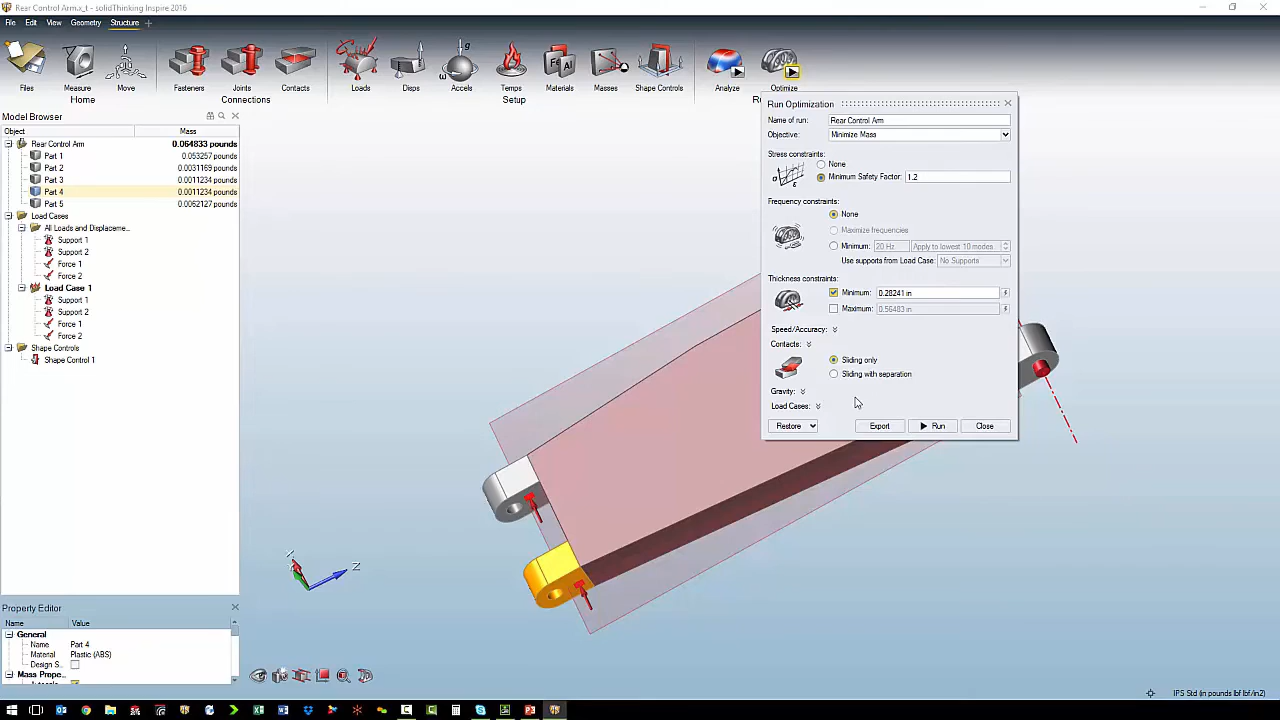 Rear Control Arm.x_t - solidThinking Inspire 2016
File Edit View Geometry Structure +
Files Measure Move Fasteners Joints Contacts Loads Disps Accels Temps Materials Masses Shape Controls Analyze Optimize
Home Connections Setup
Model Browser
Object Mass
Rear Control Arm 0.064833 pounds
Part 1 0.053257 pounds
Part 2 0.0031169 pounds
Part 3 0.0011234 pounds
Part 4 0.0011234 pounds
Part 5 0.0062127 pounds
Load Cases
All Loads and Displaceme...
Support 1
Support 2
Force 1
Force 2
Load Case 1
Support 1
Support 2
Force 1
Force 2
Shape Controls
Shape Control 1
Run Optimization
Name of run: Rear Control Arm
Objective: Minimize Mass
Stress constraints:
None
Minimum Safety Factor: 1.2
Frequency constraints:
None
Maximize frequencies
Minimum: 20 Hz Apply to lowest 10 modes
Use supports from Load Case: No Supports
Thickness constraints:
Minimum: 0.28241 in
Maximum: 0.56483 in
Speed/Accuracy:
Contacts:
Sliding only
Sliding with separation
Gravity:
Load Cases:
Restore Export Run Close
Z
Property Editor
Name Value
General
Name Part 4
Material Plastic (ABS)
Design S...
Mass Prope...
IPS Std (in pounds lbf lbf/in2)